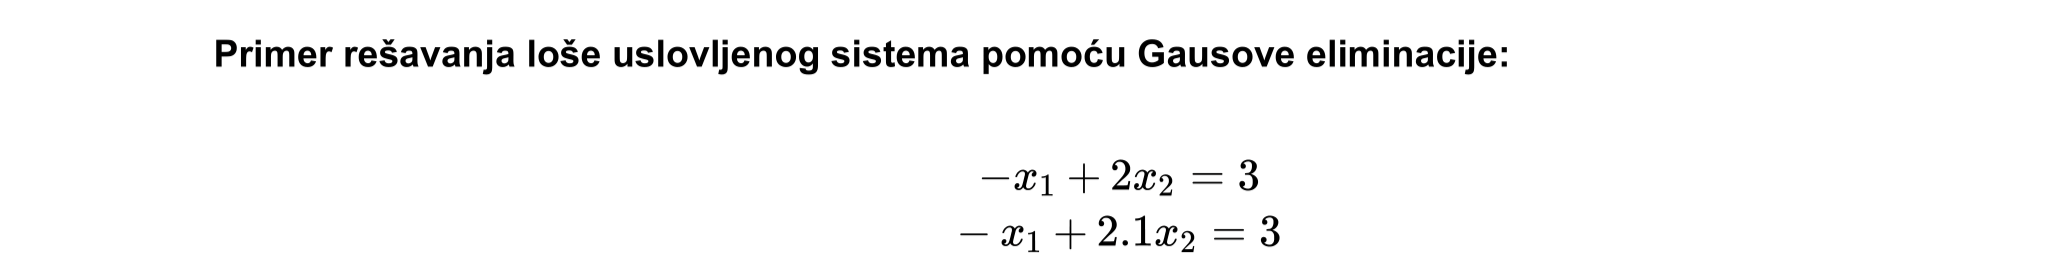 Primer rešavanja loše uslovljenog sistema pomoću Gausove eliminacije:
−x₁ + 2x₂ = 3
− x₁ + 2.1x₂ = 3